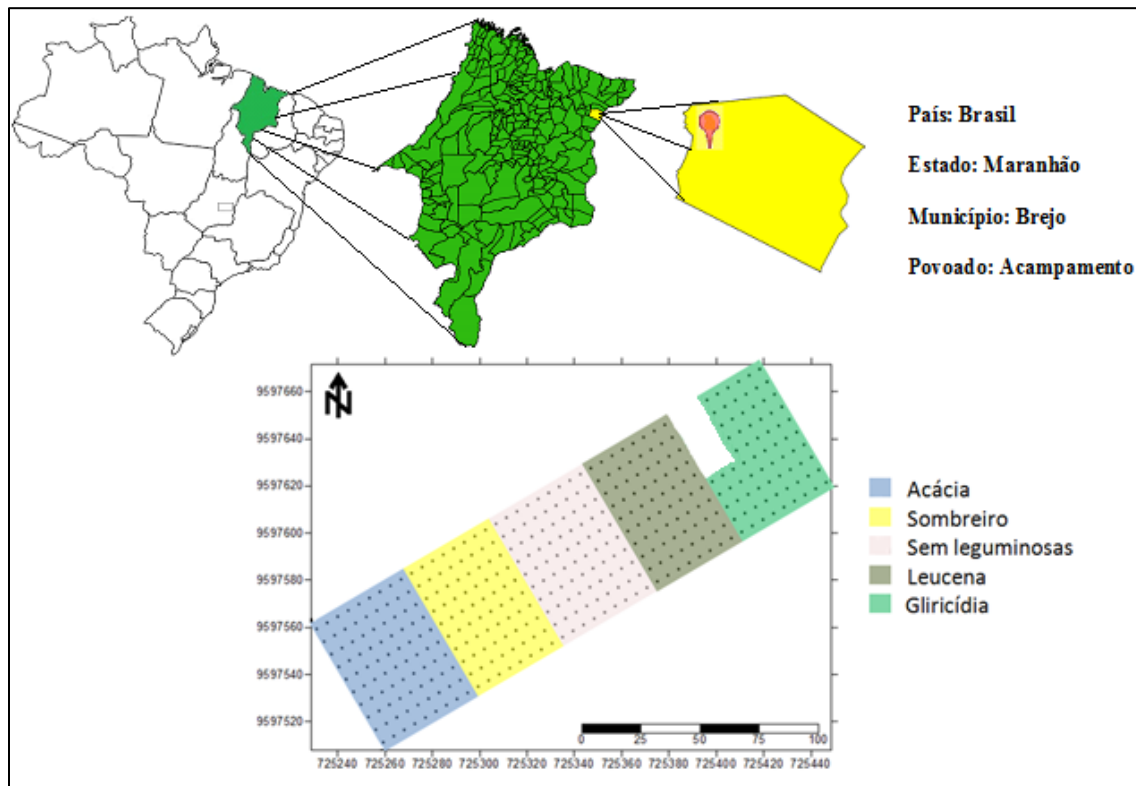 País: Brasil
Estado: Maranhão
Município: Brejo
Povoado: Acampamento
N
9597660
9597640
9597620
9597600
9597580
9597560
9597540
9597520
725240 725260 725280 725300 725320 725340 725360 725380 725400 725420 725440
0 25 50 75 100
Acácia
Sombreiro
Sem leguminosas
Leucena
Gliricídia